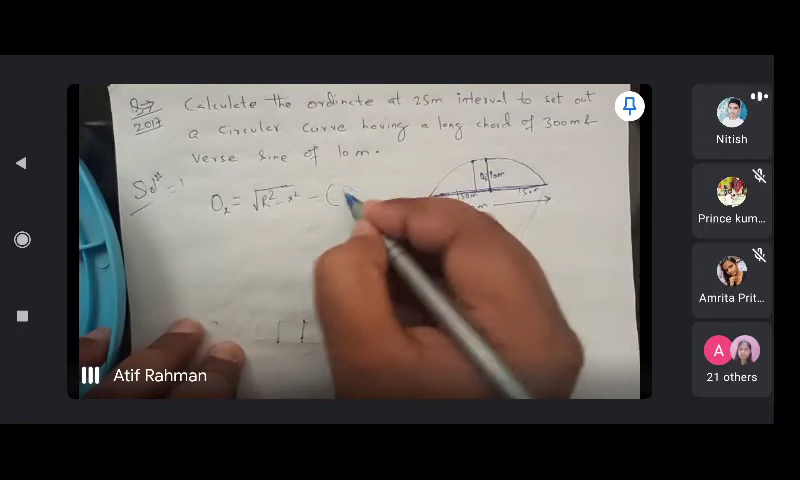 Q→ Calculate the ordinate at 25m interval to set out
2017 a circular curve having a long chord of 300m &
verse sine of 10 m.
Solⁿ =
Oₓ = √R² - x² - (
10m
150m
150m
m
Atif Rahman
Nitish
Prince kum...
Amrita Prit...
A
21 others